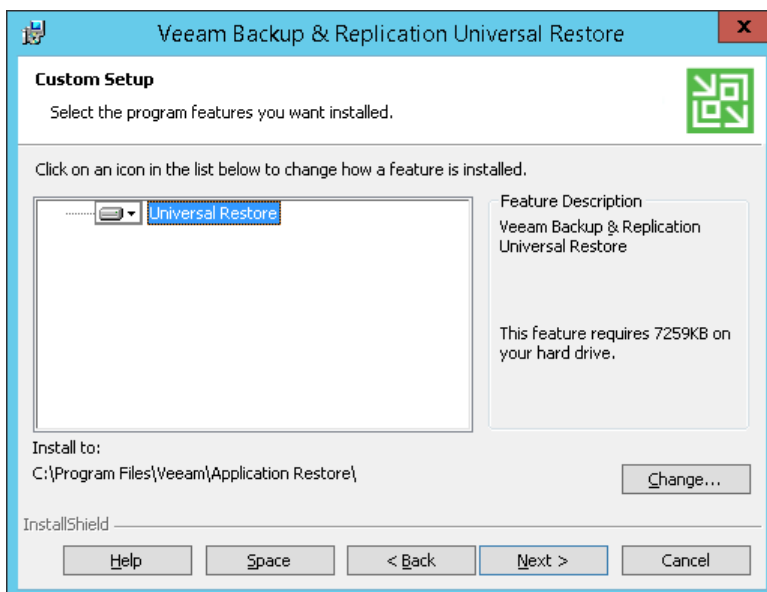 Veeam Backup & Replication Universal Restore
x
Custom Setup
Select the program features you want installed.
Click on an icon in the list below to change how a feature is installed.
Universal Restore
Feature Description
Veeam Backup & Replication
Universal Restore
This feature requires 7259KB on
your hard drive.
Install to:
C:\Program Files\Veeam\Application Restore\
Change...
InstallShield
Help
Space
< Back
Next >
Cancel